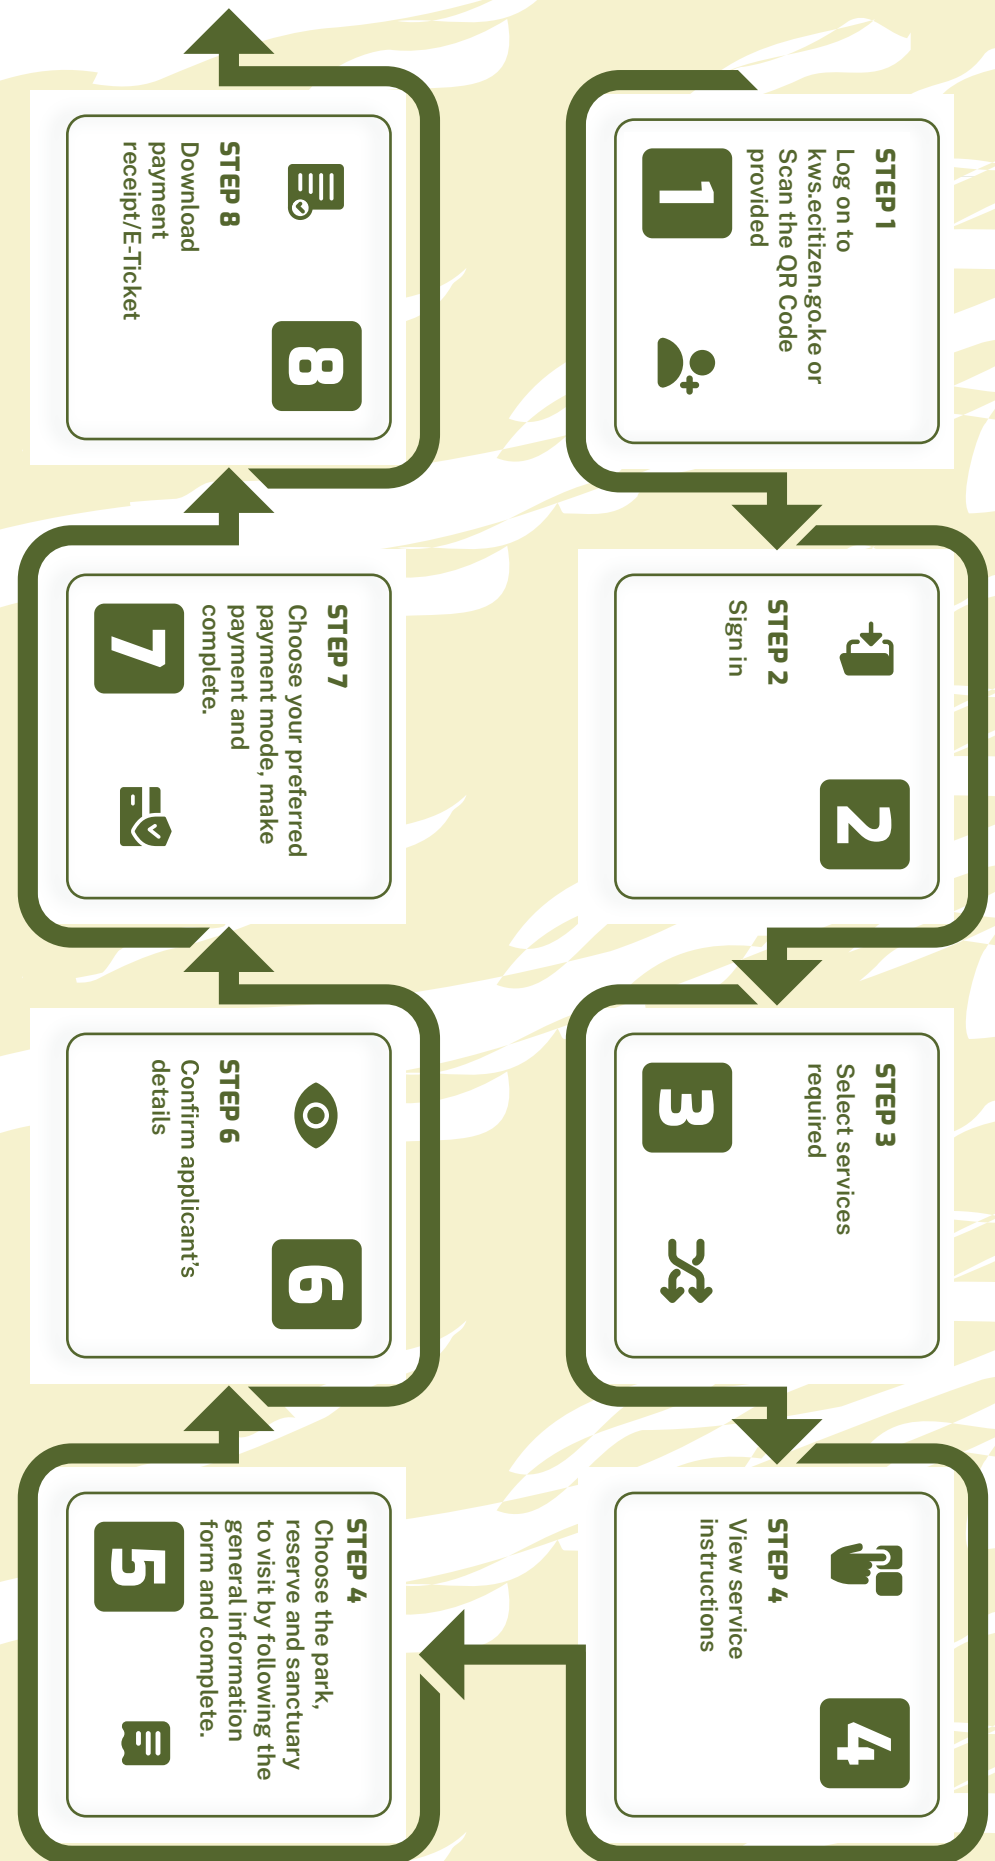 STEP 1
Log on to
kws.ecitizen.go.ke or
Scan the QR Code
provided
1
STEP 2
Sign in
2
STEP 3
Select services
required
3
STEP 4
View service
instructions
4
STEP 4
Choose the park,
reserve and sanctuary
to visit by following the
general information
form and complete.
5
STEP 6
Confirm applicant's
details
6
STEP 7
Choose your preferred
payment mode, make
payment and
complete.
7
STEP 8
Download
payment
receipt/E-Ticket
8